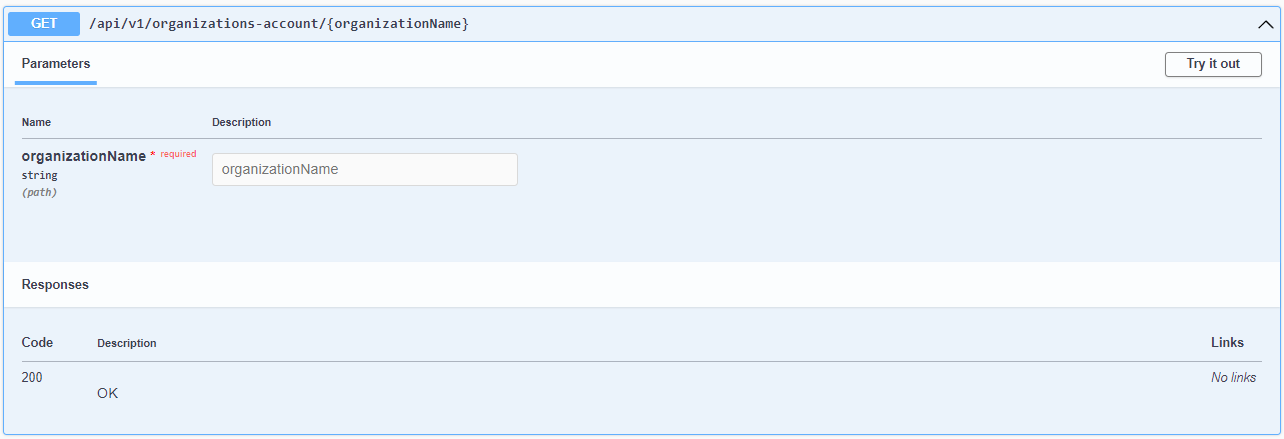 GET /api/v1/organizations-account/{organizationName}
Parameters
Try it out
Name Description
organizationName * required
string
(path)
organizationName
Responses
Code Description Links
200
OK
No links